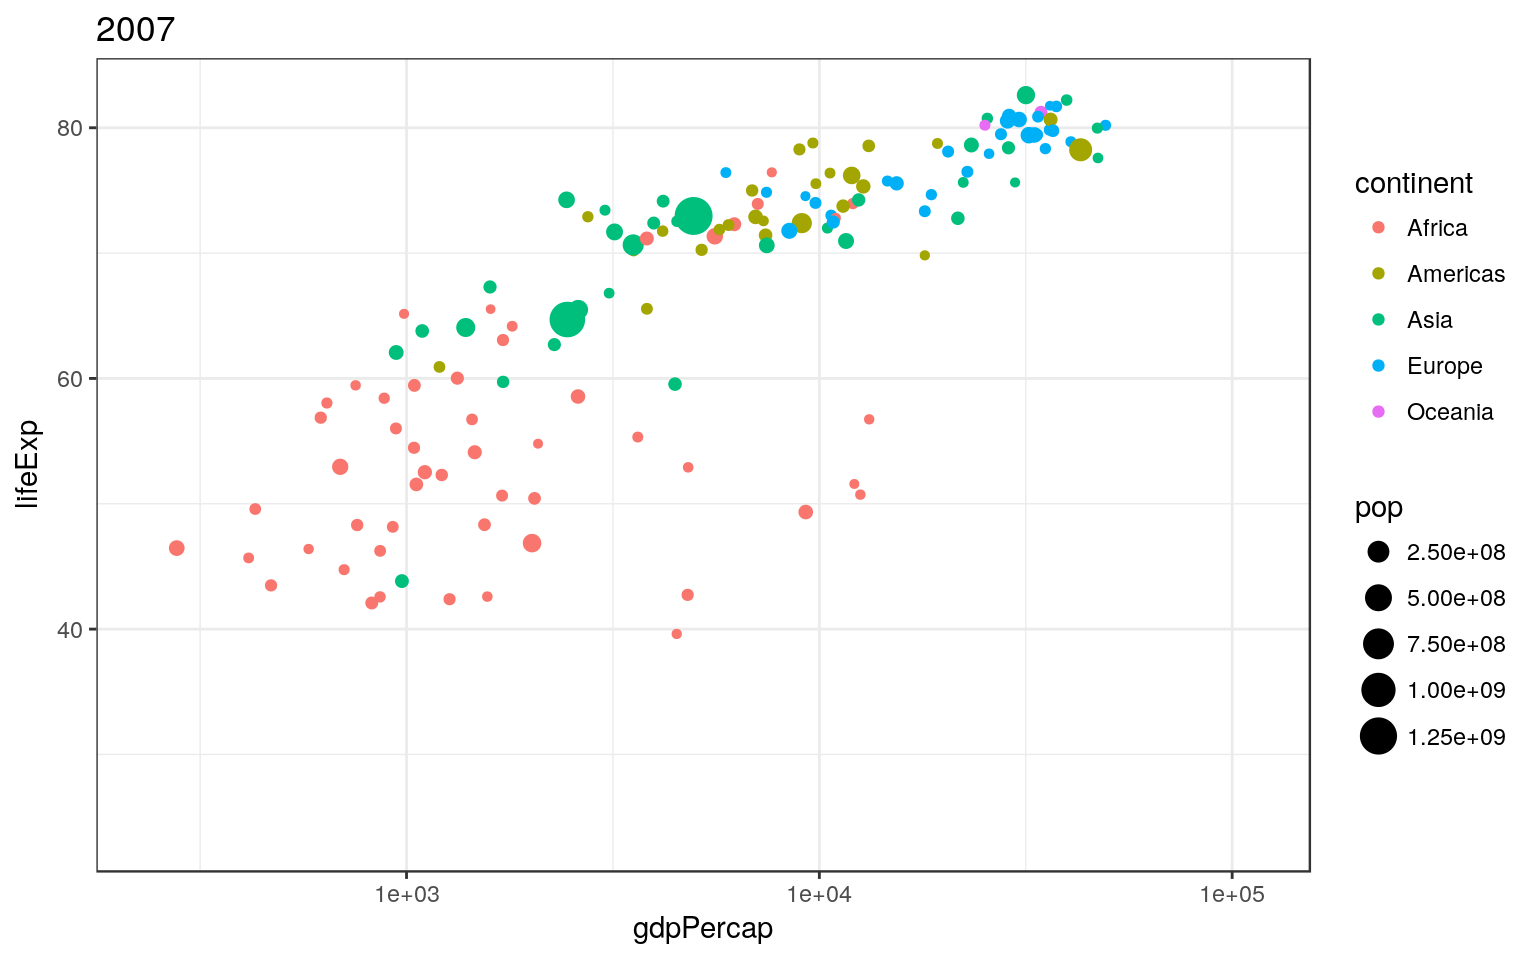 2007
80
60
40
lifeExp
1e+03
1e+04
1e+05
gdpPercap
continent
Africa
Americas
Asia
Europe
Oceania
pop
2.50e+08
5.00e+08
7.50e+08
1.00e+09
1.25e+09